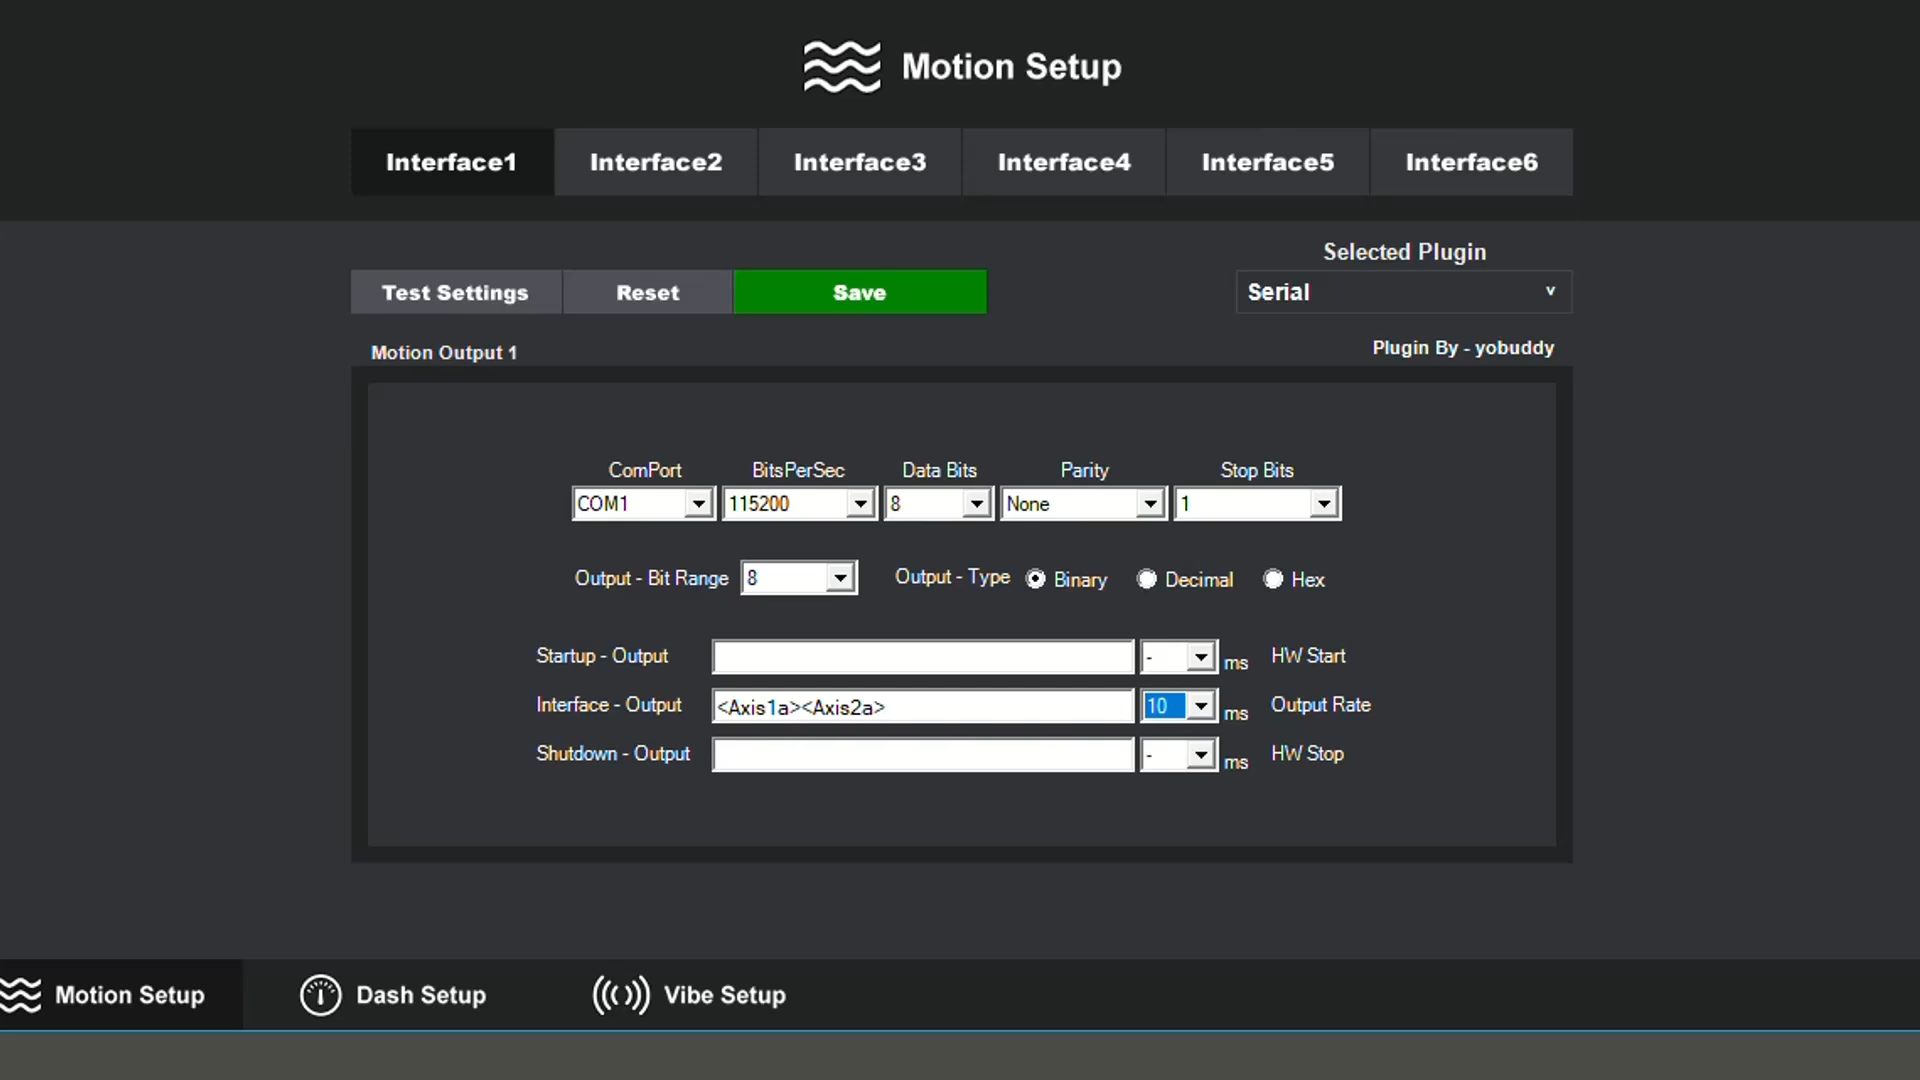 Motion Setup
Interface1 Interface2 Interface3 Interface4 Interface5 Interface6
Selected Plugin
Test Settings Reset Save Serial v
Motion Output 1 Plugin By - yobuddy
ComPort BitsPerSec Data Bits Parity Stop Bits
COM1 115200 8 None 1
Output - Bit Range 8 Output - Type Binary Decimal Hex
Startup - Output - ms HW Start
Interface - Output <Axis1a><Axis2a> 10 ms Output Rate
Shutdown - Output - ms HW Stop
Motion Setup Dash Setup Vibe Setup